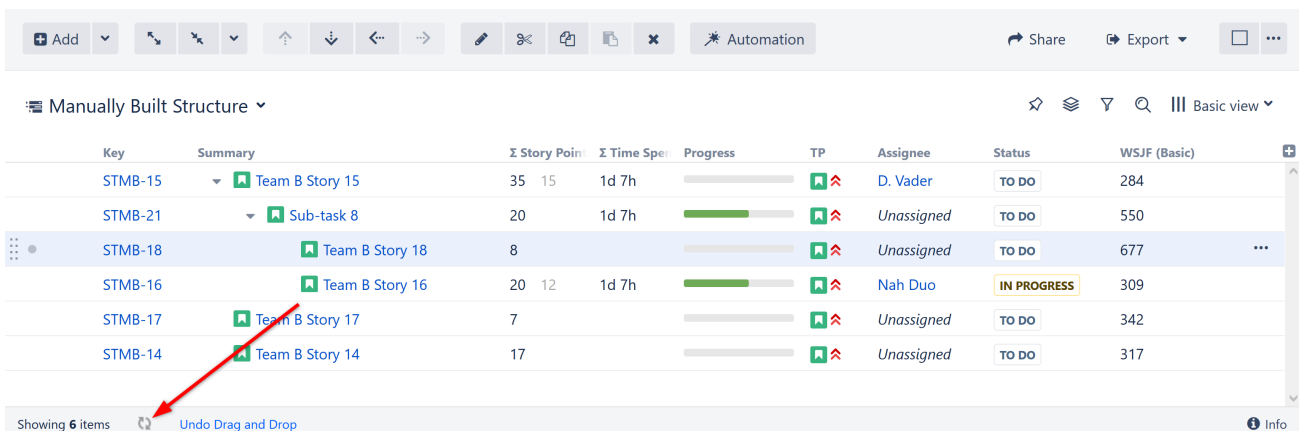 Add Automation Share Export
Manually Built Structure Basic view
Key Summary Σ Story Poin Σ Time Sper Progress TP Assignee Status WSJF (Basic)
STMB-15 Team B Story 15 35 15 1d 7h D. Vader TO DO 284
STMB-21 Sub-task 8 20 1d 7h Unassigned TO DO 550
STMB-18 Team B Story 18 8 Unassigned TO DO 677
STMB-16 Team B Story 16 20 12 1d 7h Nah Duo IN PROGRESS 309
STMB-17 Team B Story 17 7 Unassigned TO DO 342
STMB-14 Team B Story 14 17 Unassigned TO DO 317
Showing 6 items Undo Drag and Drop Info